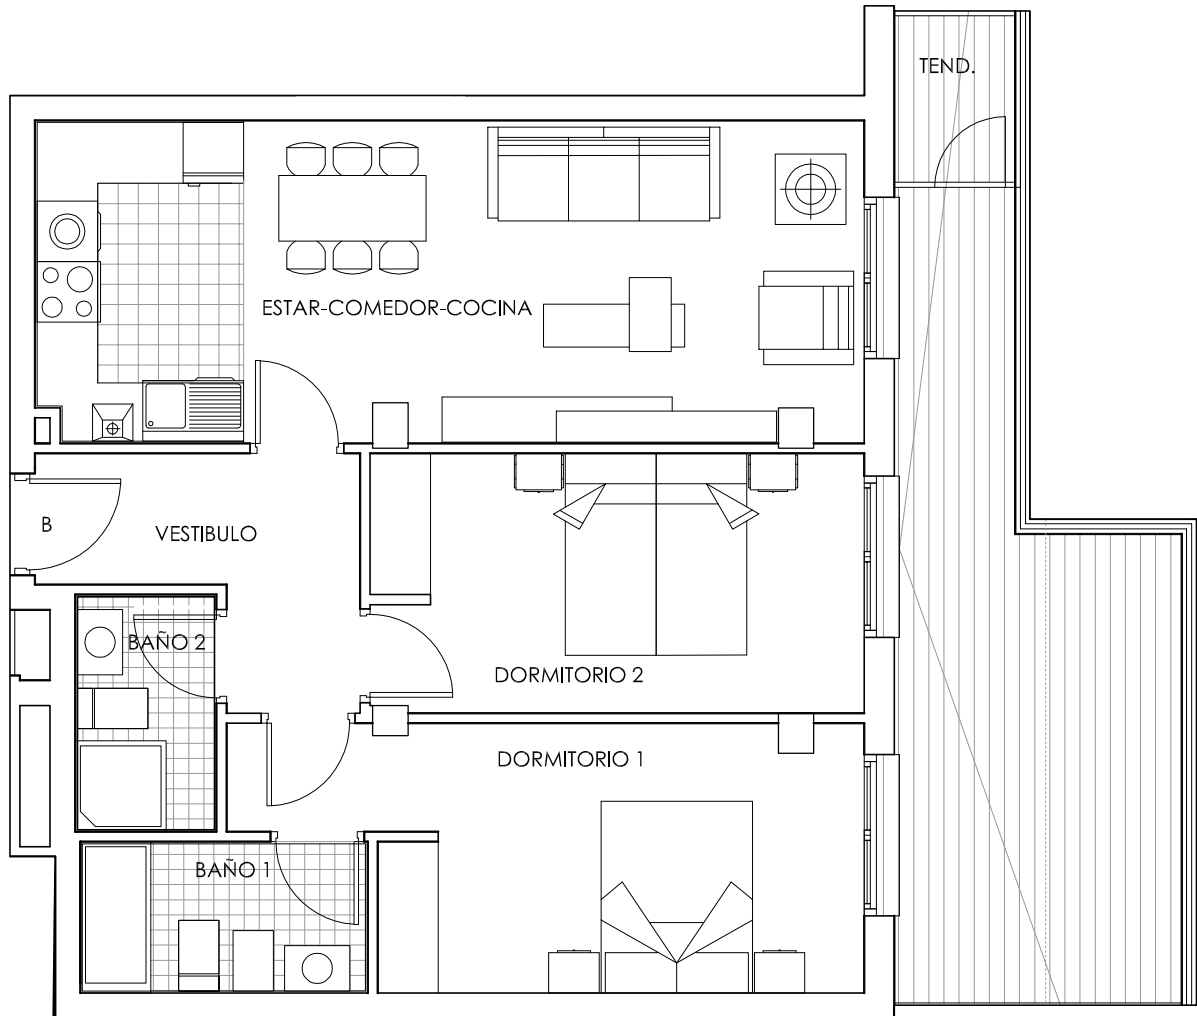 TEND.
ESTAR-COMEDOR-COCINA
B
VESTIBULO
BAÑO 2
DORMITORIO 2
DORMITORIO 1
BAÑO 1